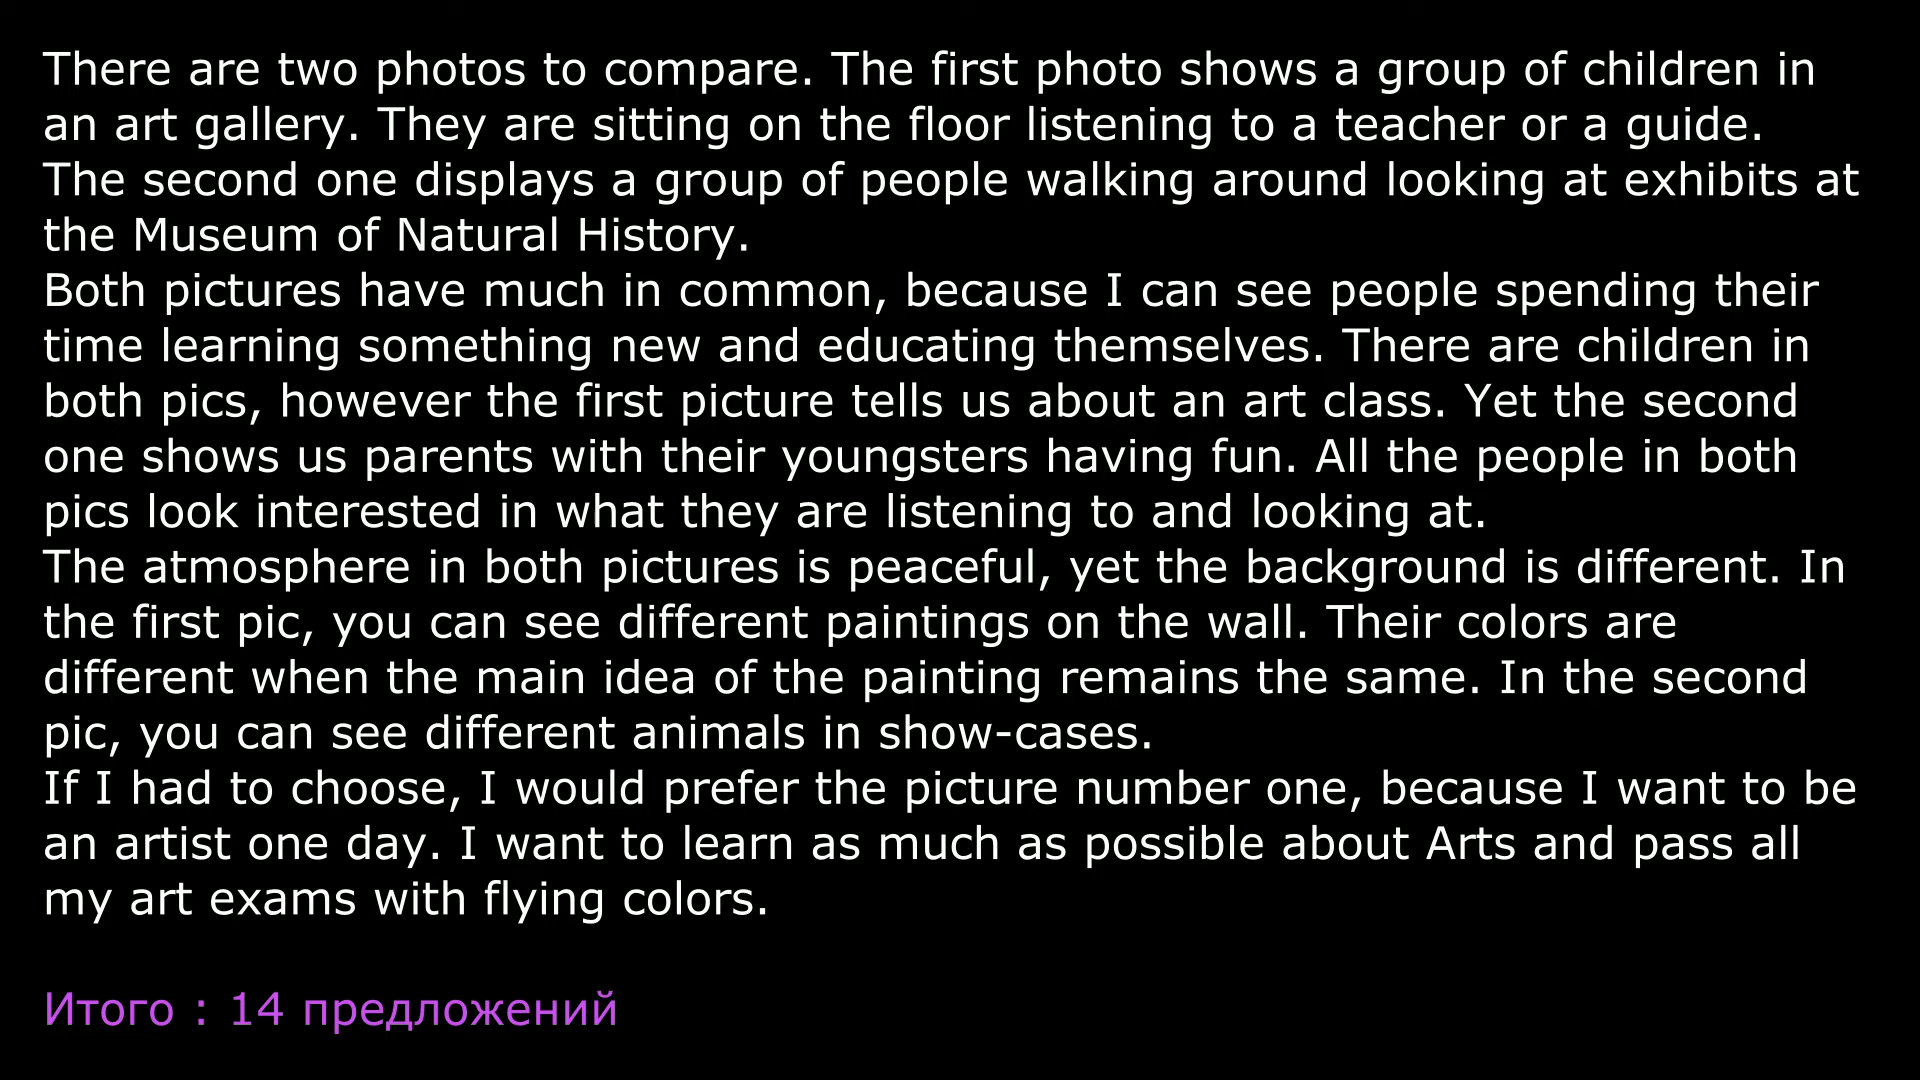 There are two photos to compare. The first photo shows a group of children in
an art gallery. They are sitting on the floor listening to a teacher or a guide.
The second one displays a group of people walking around looking at exhibits at
the Museum of Natural History.
Both pictures have much in common, because I can see people spending their
time learning something new and educating themselves. There are children in
both pics, however the first picture tells us about an art class. Yet the second
one shows us parents with their youngsters having fun. All the people in both
pics look interested in what they are listening to and looking at.
The atmosphere in both pictures is peaceful, yet the background is different. In
the first pic, you can see different paintings on the wall. Their colors are
different when the main idea of the painting remains the same. In the second
pic, you can see different animals in show-cases.
If I had to choose, I would prefer the picture number one, because I want to be
an artist one day. I want to learn as much as possible about Arts and pass all
my art exams with flying colors.
Итого : 14 предложений